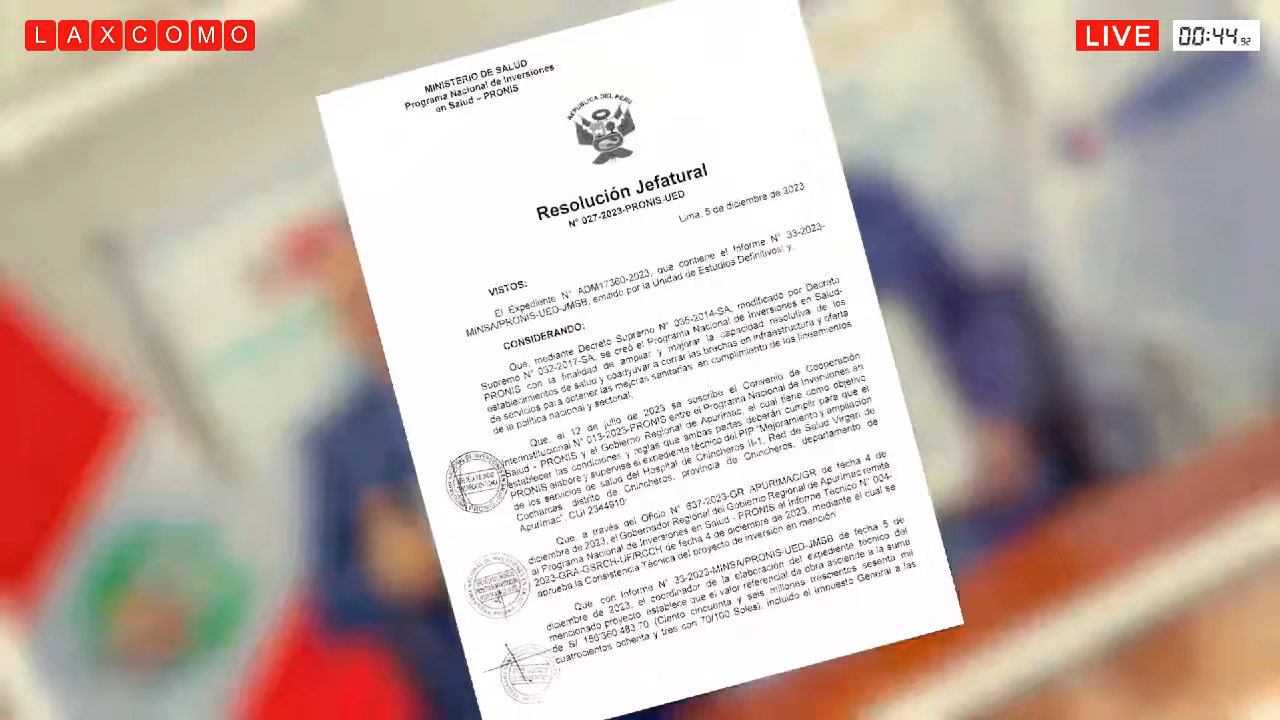 LAXCOMO
LIVE
00:44.92
MINISTERIO DE SALUD
Programa Nacional de Inversiones
en Salud – PRONIS
REPUBLICA DEL PERU
Resolución Jefatural
N° 027-2023-PRONIS-UED
Lima, 5 de diciembre de 2023
VISTOS:
El Expediente N° ADM17360-2023, que contiene el Informe N° 33-2023-
MINSA/PRONIS-UED-JMSB, emitido por la Unidad de Estudios Definitivos; y,
CONSIDERANDO:
Que, mediante Decreto Supremo N° 035-2014-SA, modificado por Decreto
Supremo N° 032-2017-SA, se creó el Programa Nacional de Inversiones en Salud-
PRONIS con la finalidad de ampliar y mejorar la capacidad resolutiva de los
establecimientos de salud y coadyuvar a cerrar las brechas en infraestructura y oferta
de servicios para obtener las mejoras sanitarias en cumplimiento de los lineamientos
de la política nacional y sectorial;
Que, el 12 de julio de 2023 se suscribe el Convenio de Cooperación
Interinstitucional N° 013-2023-PRONIS entre el Programa Nacional de Inversiones en
Salud – PRONIS y el Gobierno Regional de Apurímac, el cual tiene como objetivo
establecer las condiciones y reglas que ambas partes deberán cumplir para que el
PRONIS elabore y supervise el expediente técnico del PIP "Mejoramiento y ampliación
de los servicios de salud del Hospital de Chincheros II-1, Red de Salud Virgen de
Cocharcas, distrito de Chincheros, provincia de Chincheros, departamento de
Apurímac", CUI 2344910;
Que, a través del Oficio N° 637-2023-GR APURIMAC/GR de fecha 4 de
diciembre de 2023, el Gobernador Regional del Gobierno Regional de Apurímac remite
al Programa Nacional de Inversiones en Salud - PRONIS el Informe Técnico N° 004-
2023-GRA-GSRCH-UF/RCCH de fecha 4 de diciembre de 2023, mediante el cual se
aprueba la Consistencia Técnica del proyecto de inversión en mención
Que con Informe N° 33-2023-MINSA/PRONIS-UED-JMSB de fecha 5 de
diciembre de 2023, el coordinador de la elaboración del expediente técnico del
mencionado proyecto establece que el valor referencial de obra asciende a la suma
de S/ 156'360,483.70 (Ciento cincuenta y seis millones trescientos sesenta mil
cuatrocientos ochenta y tres con 70/100 Soles), incluido el Impuesto General a las